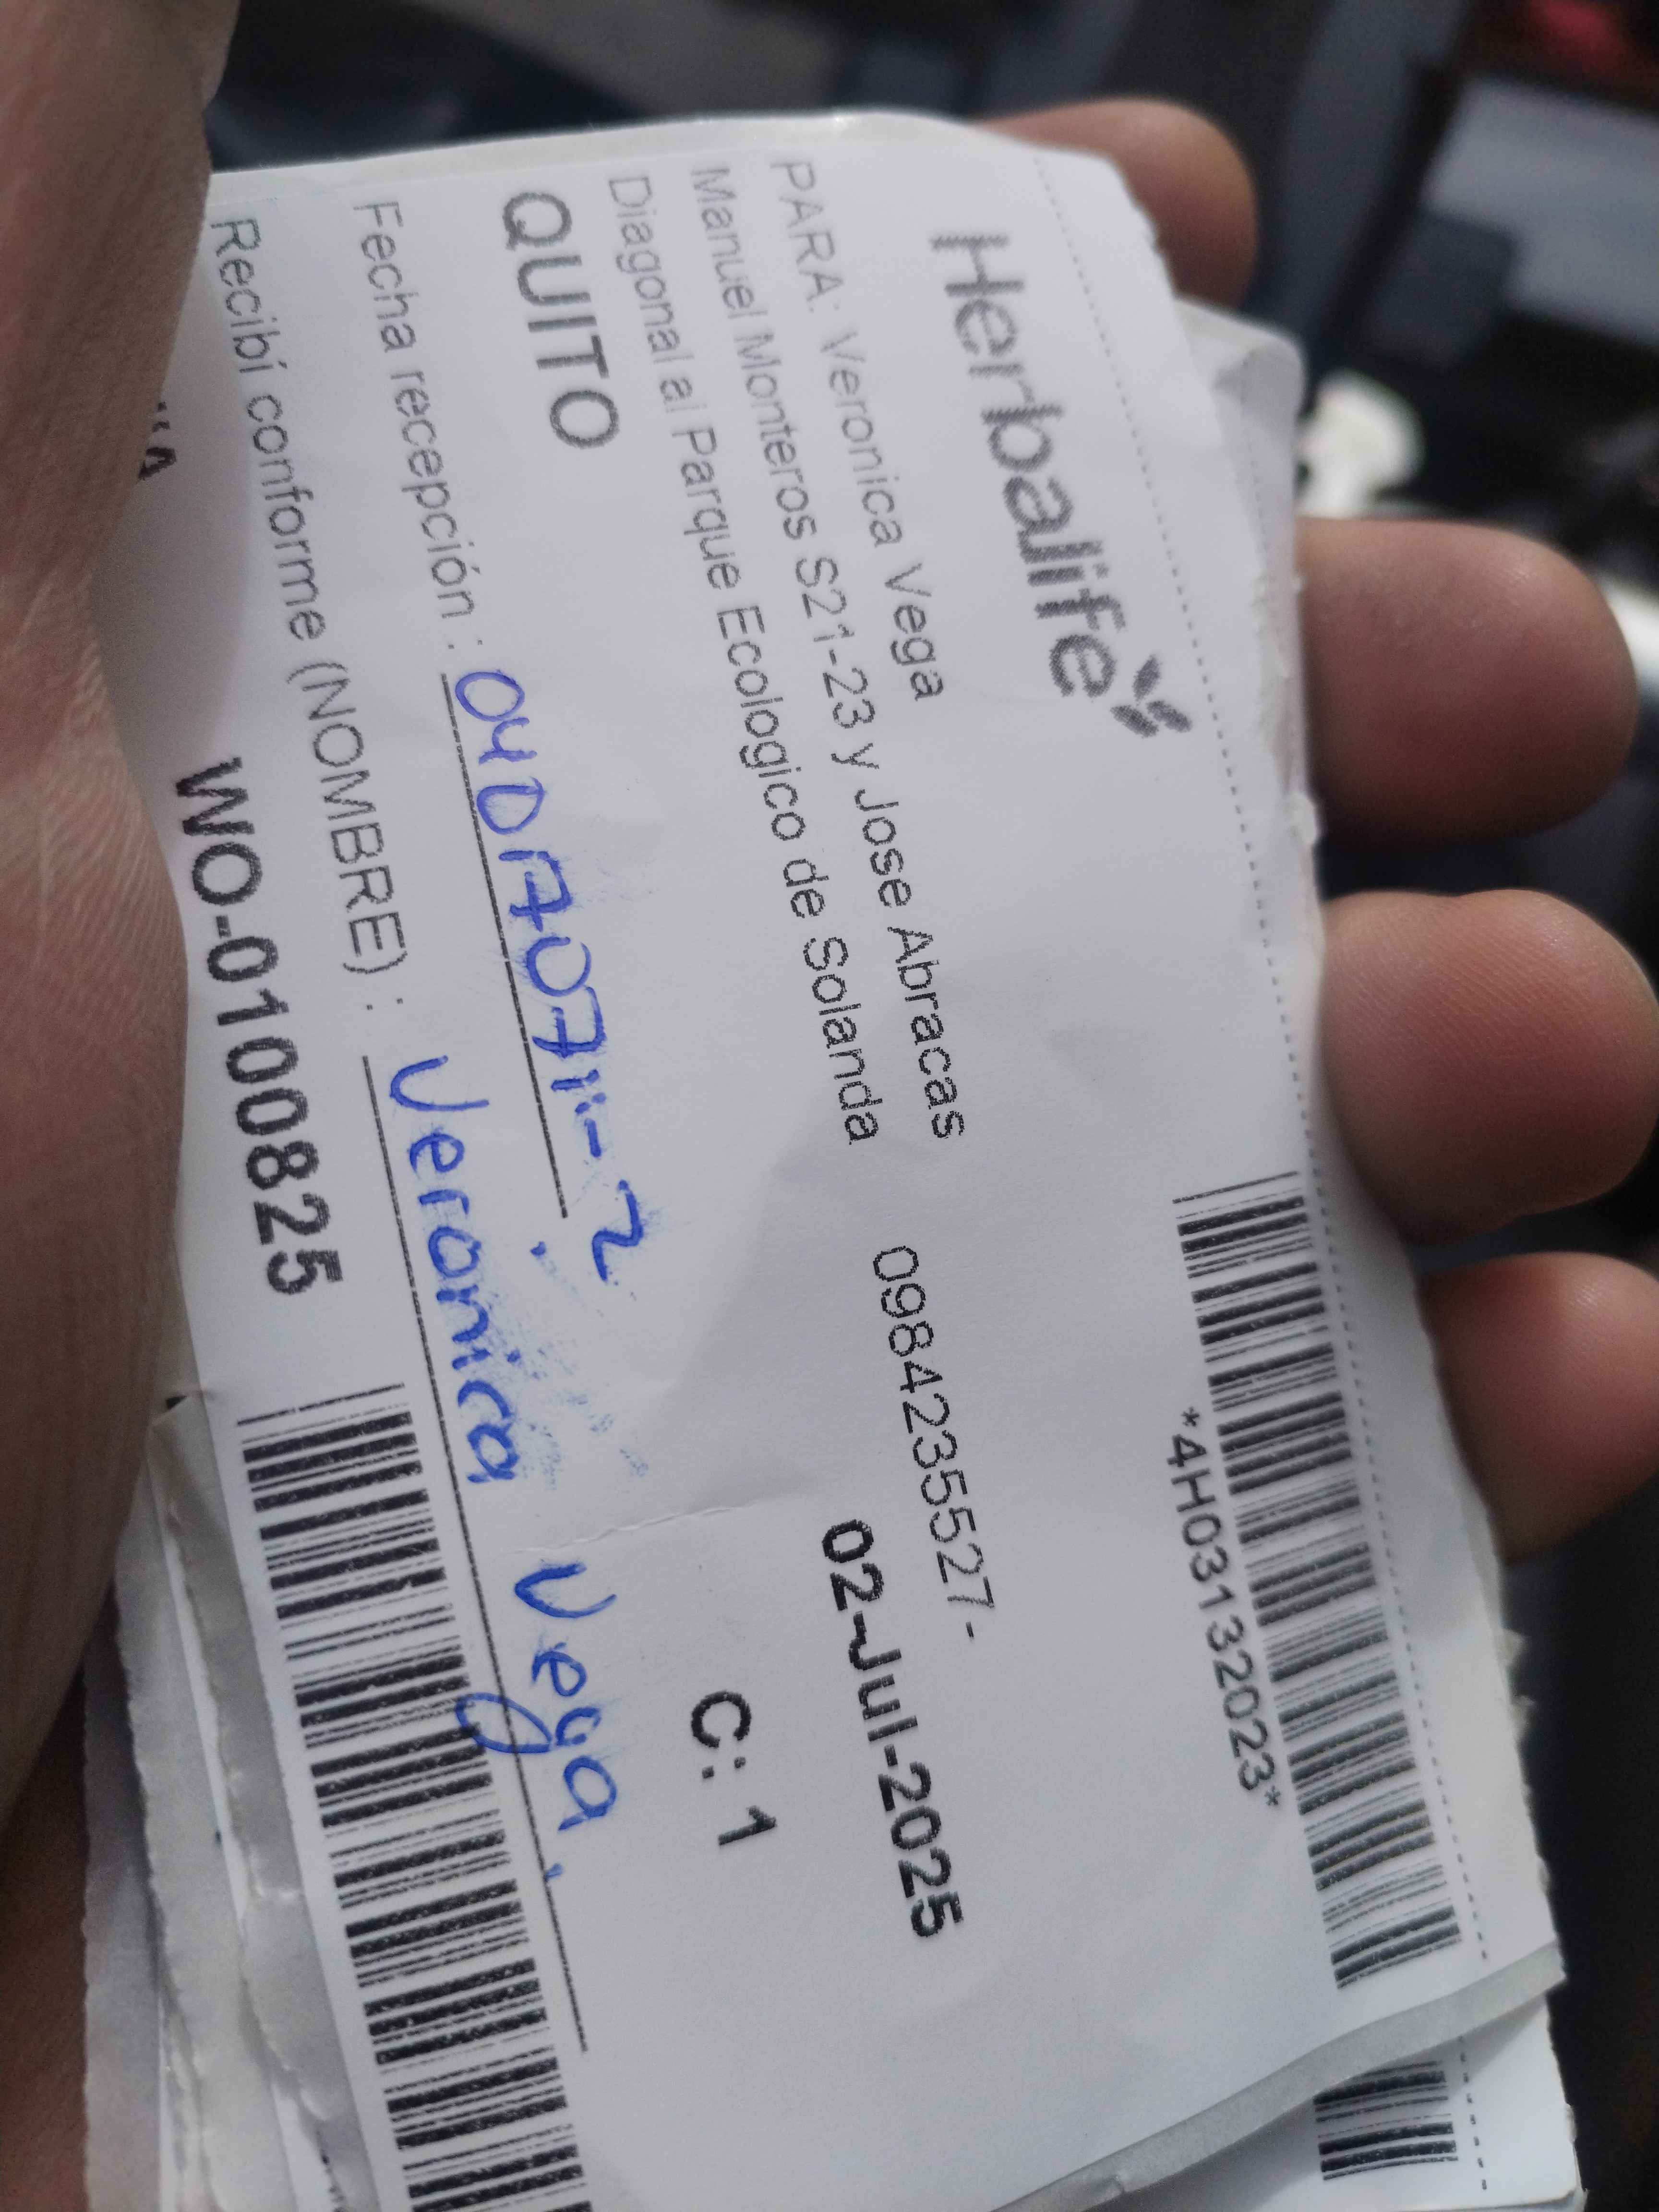 Herbalife
*4H03132023*
PARA: Veronica Vega
Manuel Monteros S21-23 y Jose Abracas 0984235527-
Diagonal al Parque Ecologico de Solanda 02-Jul-2025
QUITO C: 1
Fecha recepción :
Recibí conforme (NOMBRE) : Veronica Vega.
WO-0100825